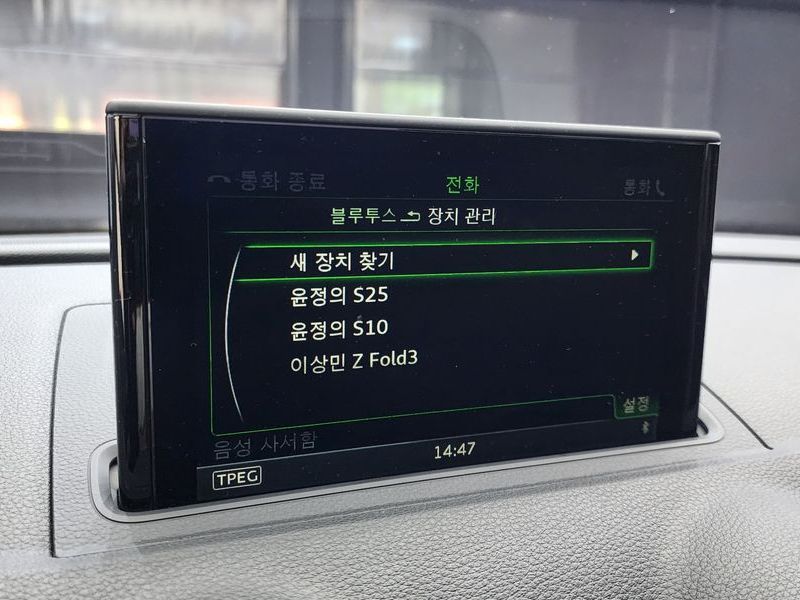 통화 종료 전화 통화
블루투스 장치 관리
새 장치 찾기
윤정의 S25
윤정의 S10
이상민 Z Fold3
설정
음성 사서함
14:47
TPEG